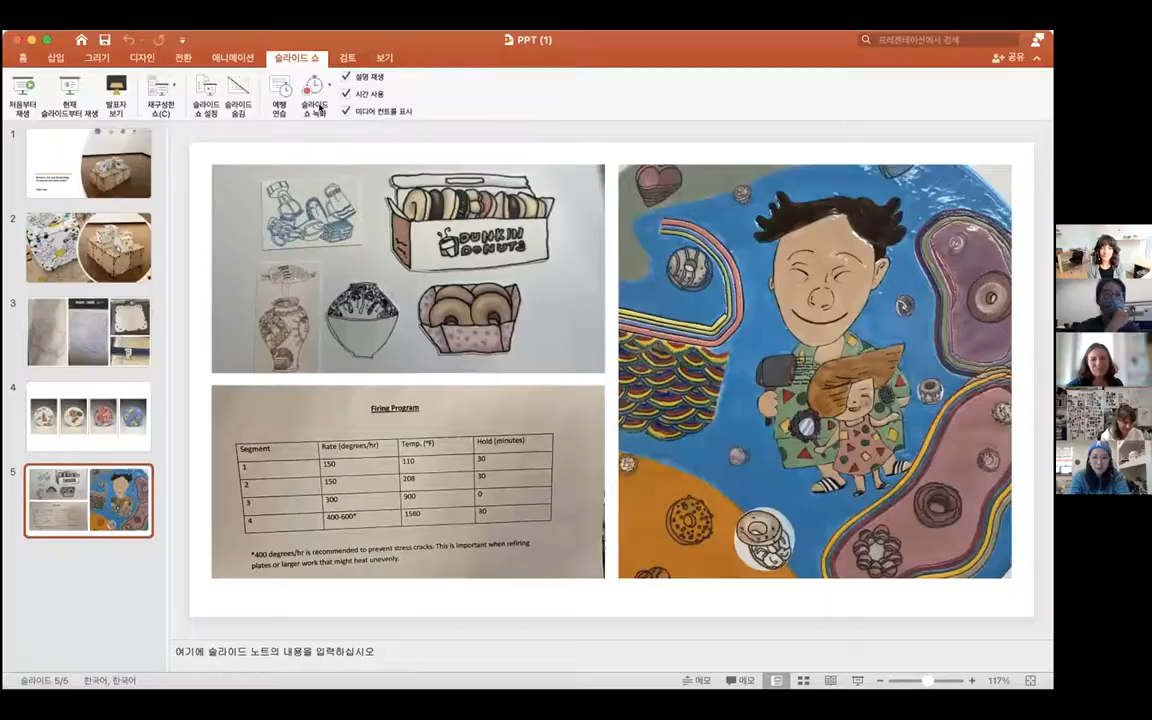 PPT (1)
프레젠테이션에서 검색
홈 삽입 그리기 디자인 전환 애니메이션 슬라이드 쇼 검토 보기
공유
처음부터 재생
현재 슬라이드부터 재생
발표자 보기
재구성한 쇼(C)
슬라이드 쇼 설정
슬라이드 숨김
예행 연습
슬라이드 쇼 녹화
설명 재생
시간 사용
미디어 컨트롤 표시
1
2
3
4
5
DUNKIN
DONUTS
Firing Program
Segment Rate (degrees/hr) Temp. (°F) Hold (minutes)
1 150 110 30
2 150 208 30
3 300 900 0
4 400-600* 1580 30
*400 degrees/hr is recommended to prevent stress cracks. This is important when refiring
plates or larger work that might heat unevenly.
여기에 슬라이드 노트의 내용을 입력하십시오
슬라이드 5/5 한국어, 한국어
메모 메모 117%